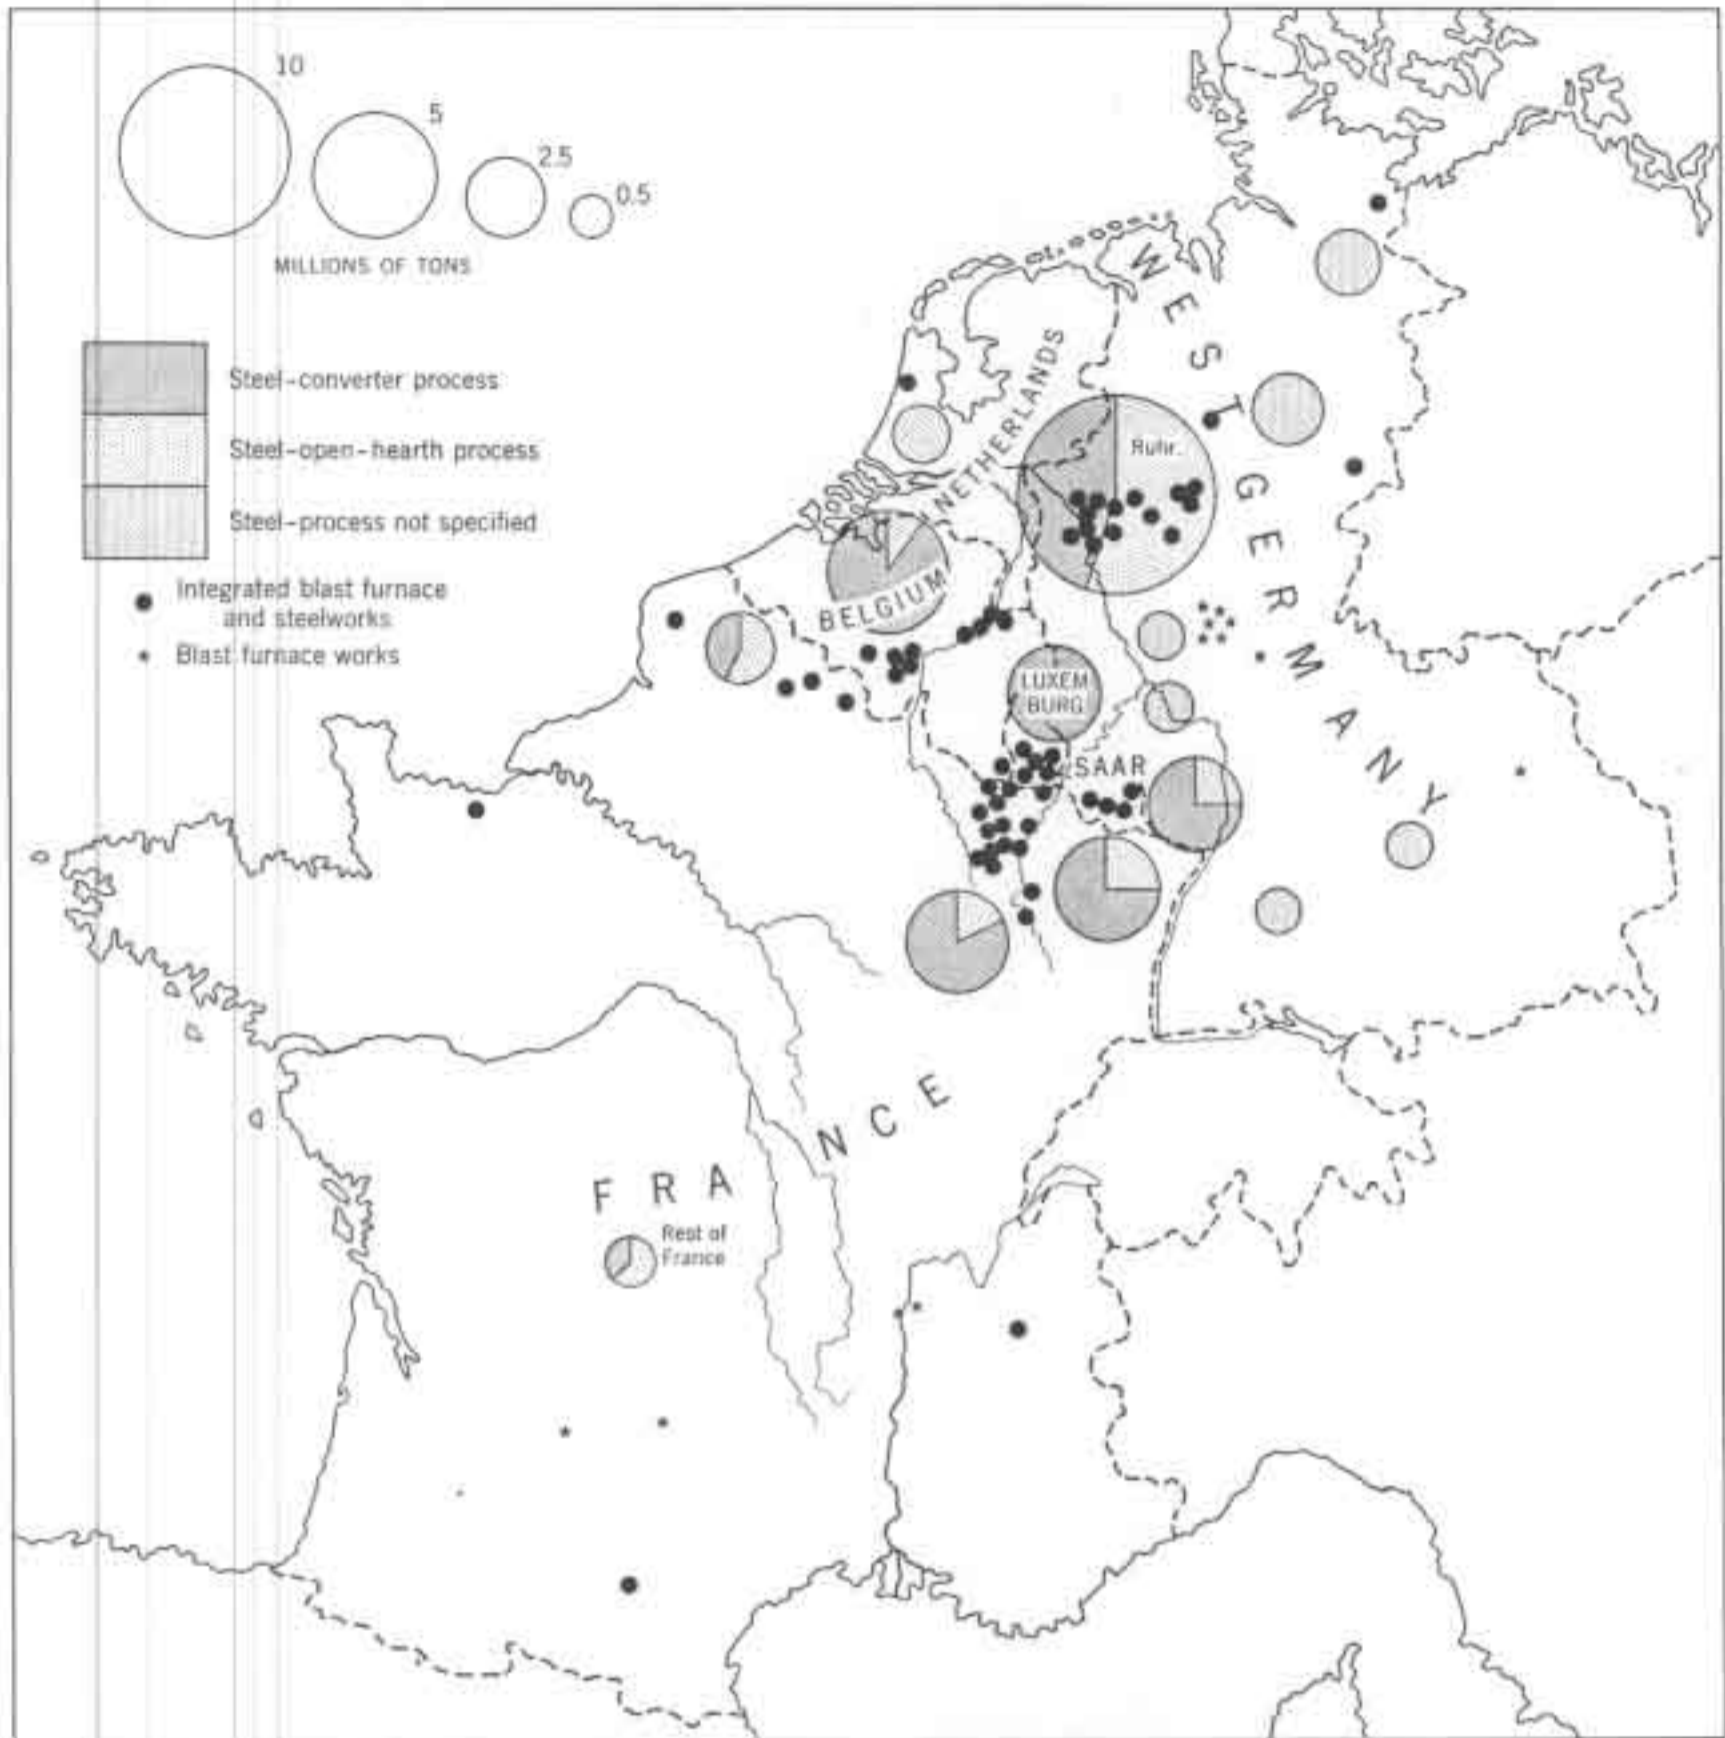 10
5
2.5
0.5
MILLIONS OF TONS
Steel-converter process
Steel-open-hearth process
Steel-process not specified
Integrated blast furnace
and steelworks
Blast furnace works
WEST GERMANY
NETHERLANDS
Ruhr.
BELGIUM
LUXEM
BURG
SAAR
FRANCE
Rest of
France